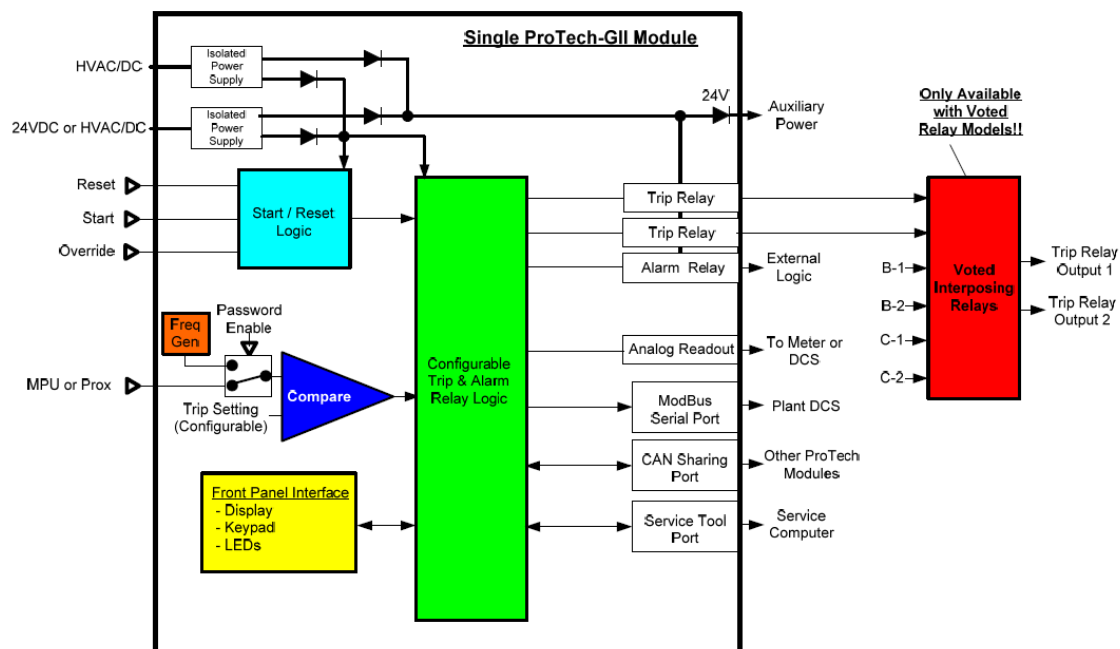 Single ProTech-GII Module
HVAC/DC
Isolated
Power
Supply
24VDC or HVAC/DC
Isolated
Power
Supply
24V
Auxiliary
Power
Only Available
with Voted
Relay Models!!
Reset
Start
Override
Start / Reset
Logic
Trip Relay
Trip Relay
Alarm Relay
External
Logic
B-1
B-2
C-1
C-2
Voted
Interposing
Relays
Trip Relay
Output 1
Trip Relay
Output 2
Freq
Gen
Password
Enable
MPU or Prox
Trip Setting
(Configurable)
Compare
Configurable
Trip & Alarm
Relay Logic
Analog Readout
To Meter or
DCS
ModBus
Serial Port
Plant DCS
CAN Sharing
Port
Other ProTech
Modules
Service Tool
Port
Service
Computer
Front Panel Interface
- Display
- Keypad
- LEDs